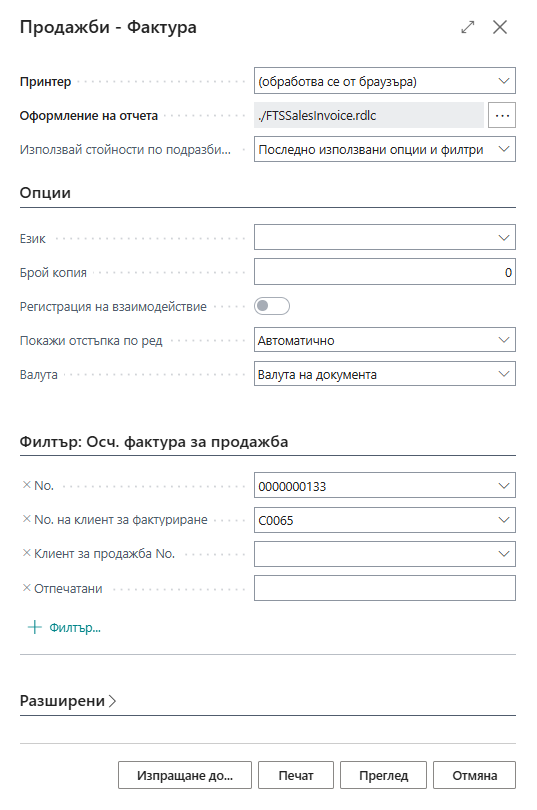 Продажби - Фактура
Принтер (обработва се от браузъра)
Оформление на отчета ./FTSSalesInvoice.rdlc ...
Използвай стойности по подразби... Последно използвани опции и филтри
Опции
Език
Брой копия 0
Регистрация на взаимодействие
Покажи отстъпка по ред Автоматично
Валута Валута на документа
Филтър: Осч. фактура за продажба
No. 0000000133
No. на клиент за фактуриране C0065
Клиент за продажба No.
Отпечатани
Филтър...
Разширени
Изпращане до... Печат Преглед Отмяна